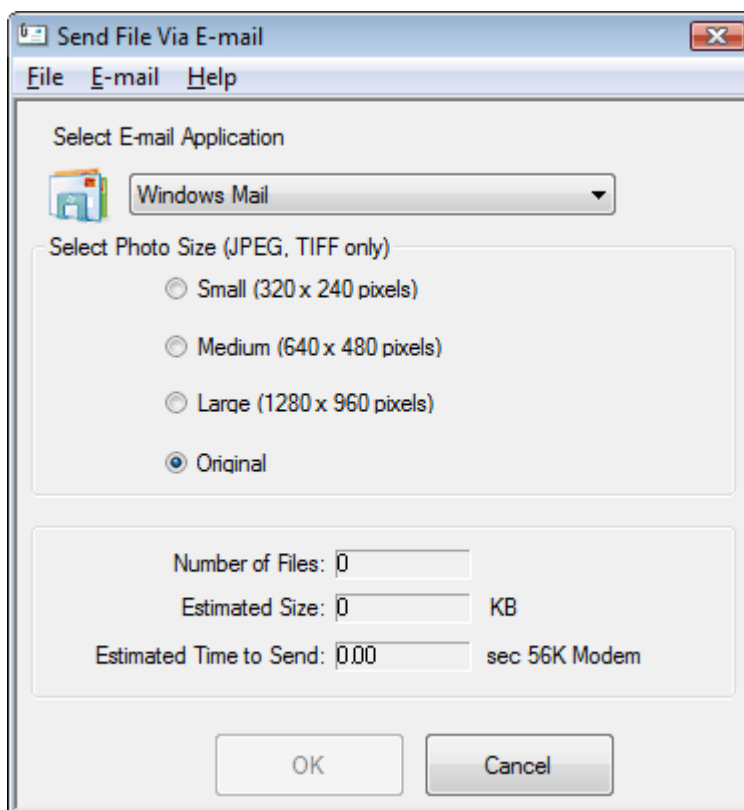 Send File Via E-mail
File E-mail Help
Select E-mail Application
Windows Mail
Select Photo Size (JPEG, TIFF only)
Small (320 x 240 pixels)
Medium (640 x 480 pixels)
Large (1280 x 960 pixels)
Original
Number of Files: 0
Estimated Size: 0 KB
Estimated Time to Send: 0.00 sec 56K Modem
OK Cancel